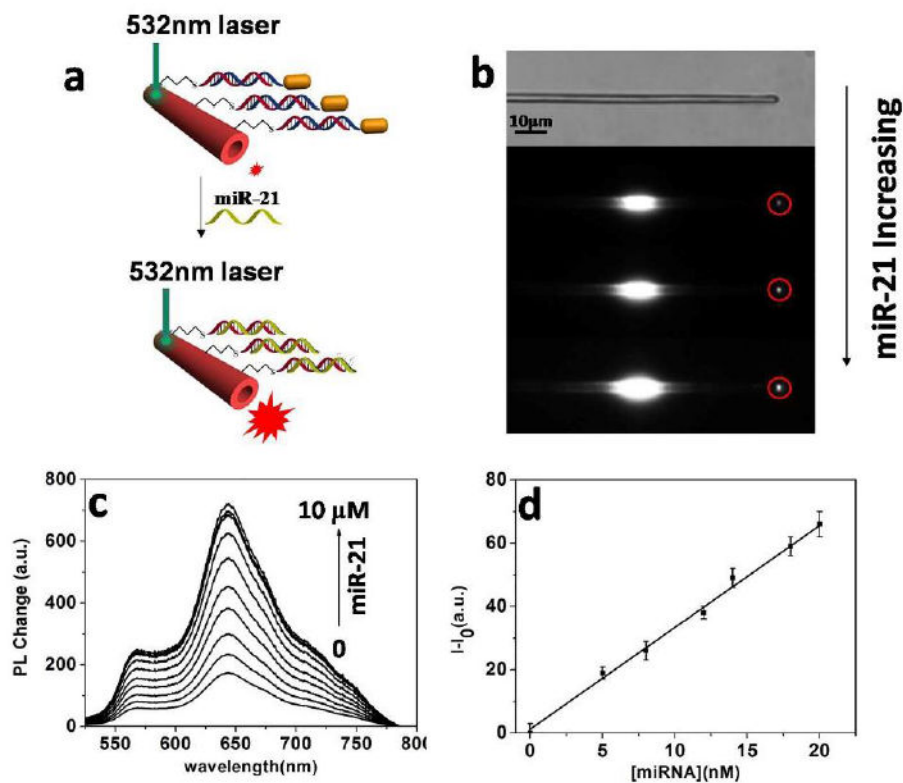 a
532nm laser
miR-21
532nm laser
b
10μm
miR-21 Increasing
c
800
600
400
200
0
PL Change (a.u.)
550
600
650
700
750
800
wavelength(nm)
10 μM
miR-21
0
d
80
60
40
20
0
I-I0(a.u.)
0
5
10
15
20
[miRNA](nM)